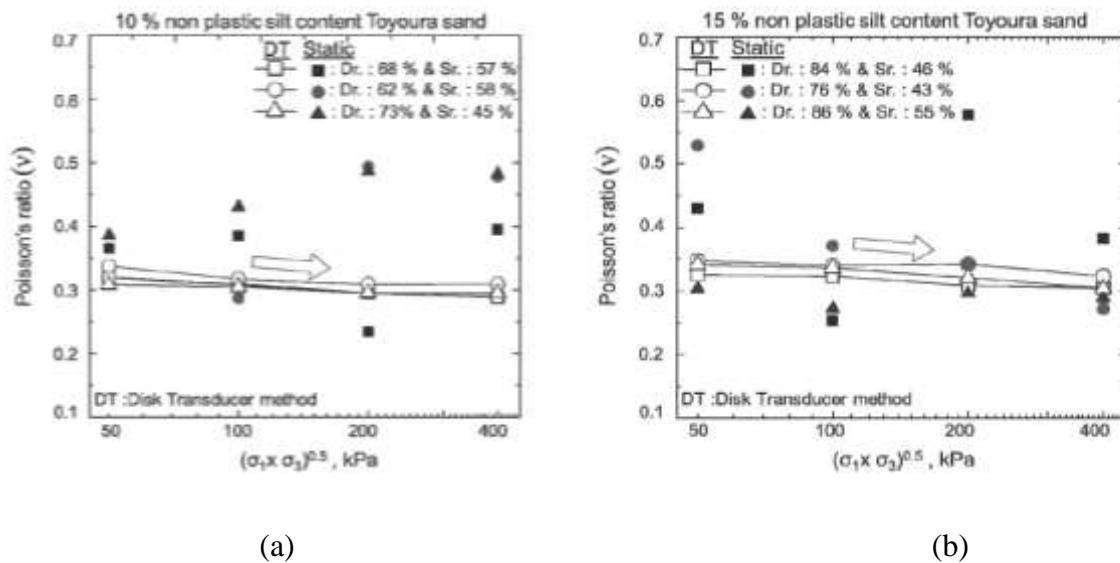 10 % non plastic silt content Toyoura sand
0.7
0.6
0.5
0.4
0.3
0.2
0.1
Poisson's ratio (ν)
DT Static
: Dr. : 68 % & Sr. : 57 %
: Dr. : 62 % & Sr. : 58 %
: Dr. : 73% & Sr. : 45 %
DT :Disk Transducer method
50 100 200 400
(σ1x σ3)0.5 , kPa
(a)
15 % non plastic silt content Toyoura sand
0.7
0.6
0.5
0.4
0.3
0.2
0.1
Poisson's ratio (ν)
DT Static
: Dr. : 84 % & Sr. : 46 %
: Dr. : 76 % & Sr. : 43 %
: Dr. : 86 % & Sr. : 55 %
DT :Disk Transducer method
50 100 200 400
(σ1x σ3)0.5 , kPa
(b)